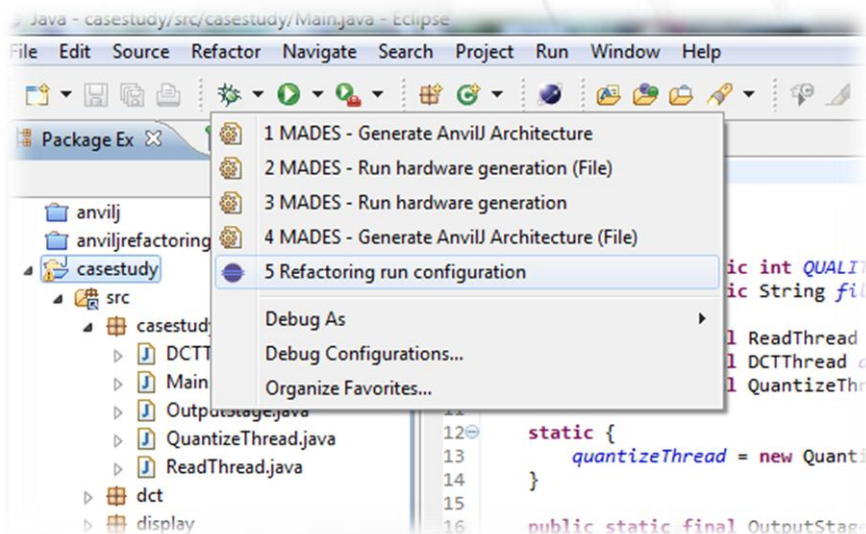 Java - casestudy/src/casestudy/Main.java - Eclipse
File Edit Source Refactor Navigate Search Project Run Window Help
Package Ex
1 MADES - Generate AnvilJ Architecture
2 MADES - Run hardware generation (File)
3 MADES - Run hardware generation
4 MADES - Generate AnvilJ Architecture (File)
5 Refactoring run configuration
Debug As
Debug Configurations...
Organize Favorites...
anvilj
anviljrefactoring
casestudy
src
casestud
DCTT
Main
OutputStage.java
QuantizeThread.java
ReadThread.java
dct
display
ic int QUALIT
ic String fil
l ReadThread
l DCTThread
l QuantizeThr
11
12 static {
13 quantizeThread = new Quanti
14 }
15
16 public static final OutputStage